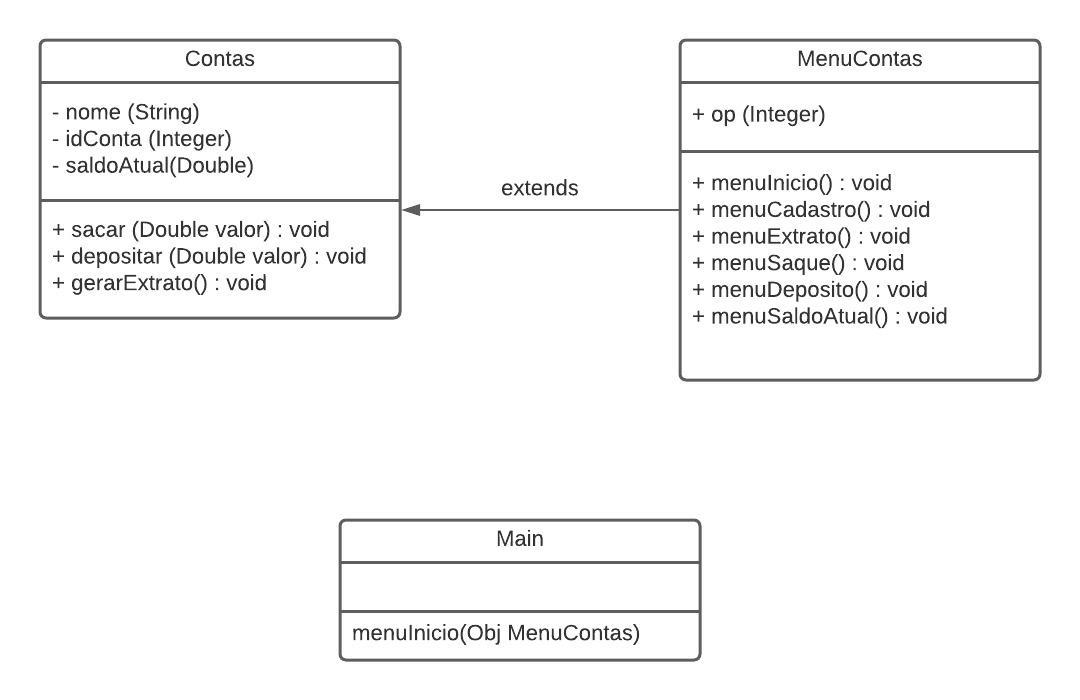 Contas
- nome (String)
- idConta (Integer)
- saldoAtual(Double)
+ sacar (Double valor) : void
+ depositar (Double valor) : void
+ gerarExtrato() : void
extends
MenuContas
+ op (Integer)
+ menuInicio() : void
+ menuCadastro() : void
+ menuExtrato() : void
+ menuSaque() : void
+ menuDeposito() : void
+ menuSaldoAtual() : void
Main
menuInicio(Obj MenuContas)